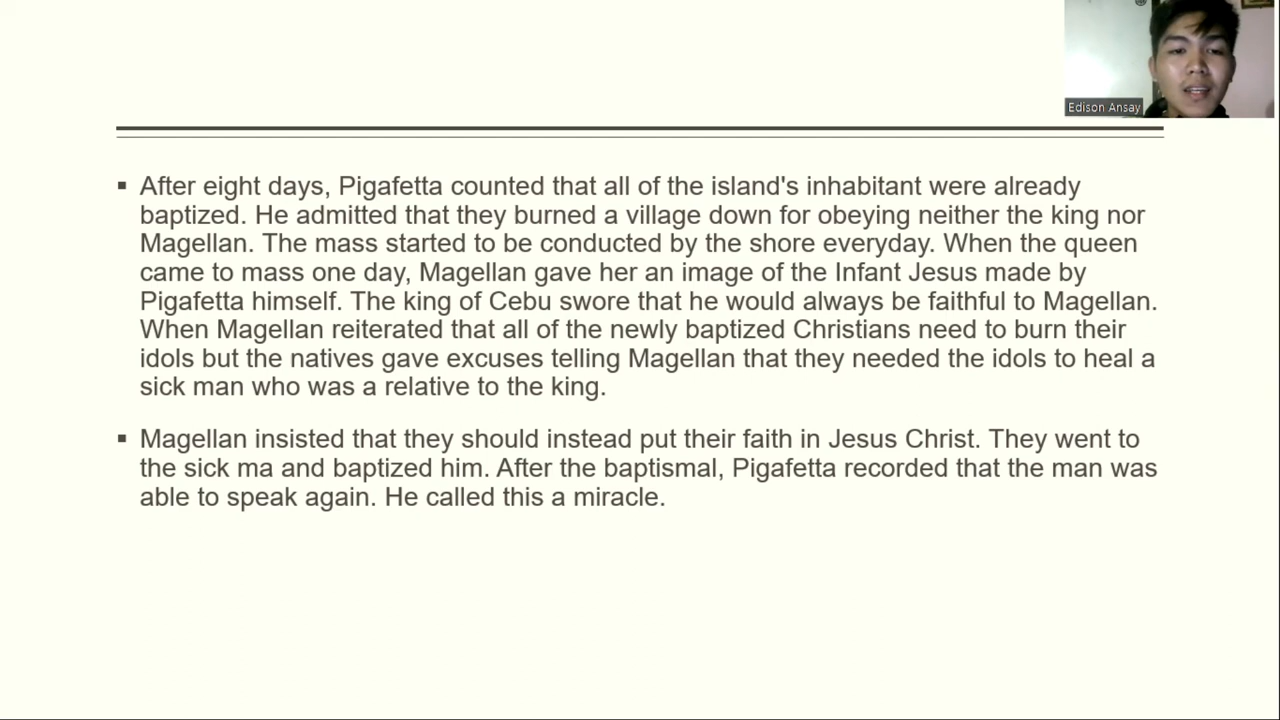 Edison Ansay
▪ After eight days, Pigafetta counted that all of the island's inhabitant were already
baptized. He admitted that they burned a village down for obeying neither the king nor
Magellan. The mass started to be conducted by the shore everyday. When the queen
came to mass one day, Magellan gave her an image of the Infant Jesus made by
Pigafetta himself. The king of Cebu swore that he would always be faithful to Magellan.
When Magellan reiterated that all of the newly baptized Christians need to burn their
idols but the natives gave excuses telling Magellan that they needed the idols to heal a
sick man who was a relative to the king.
▪ Magellan insisted that they should instead put their faith in Jesus Christ. They went to
the sick ma and baptized him. After the baptismal, Pigafetta recorded that the man was
able to speak again. He called this a miracle.